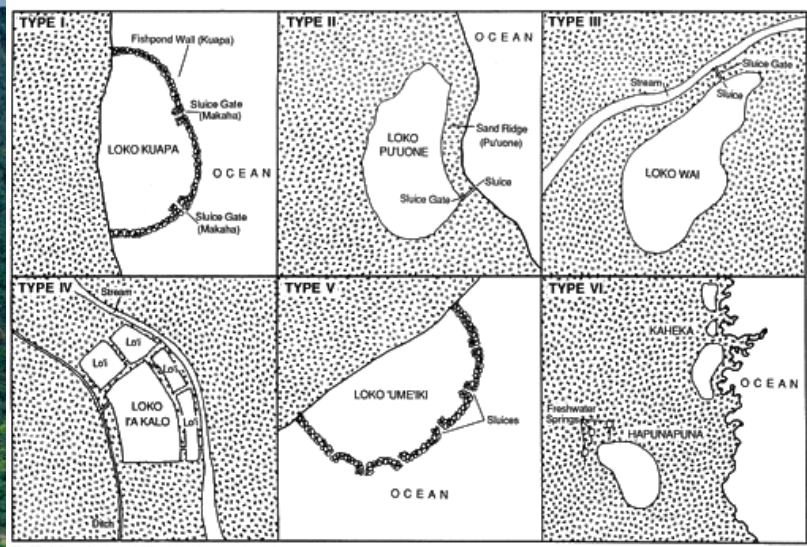 TYPE I
Fishpond Wall (Kuapa)
Sluice Gate
(Makaha)
LOKO KUAPA
OCEAN
Sluice Gate
(Makaha)
TYPE II
OCEAN
LOKO
PU'UONE
Sand Ridge
(Pu'uone)
Sluice
Sluice Gate
TYPE III
Sluice Gate
Stream
Sluice
LOKO WAI
TYPE IV
Stream
Lo'i
Lo'i
Lo'i
LOKO
I'A KALO
Lo'i
Ditch
TYPE V
LOKO 'UME'IKI
Sluices
OCEAN
TYPE VI
KAHEKA
OCEAN
Freshwater
Springs
HAPUNAPUNA